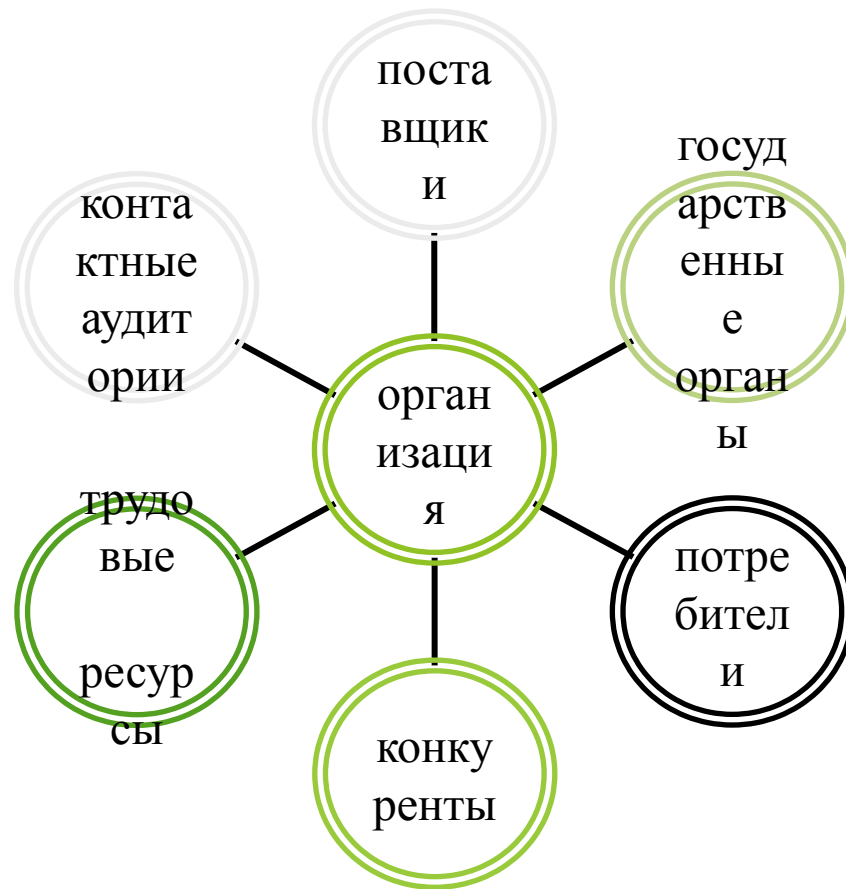 поста
вщик
и
госуд
арств
енны
е
орган
ы
конта
ктные
аудит
ории
орган
изаци
я
трудо
вые
ресур
сы
потре
бител
и
конку
ренты